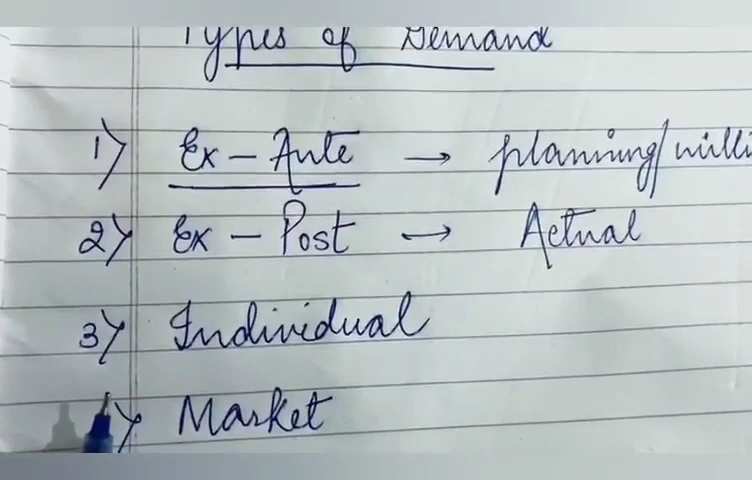 Types of Demand
1) Ex - Ante → planning/
2) Ex - Post → Actual
3) Individual
) Market